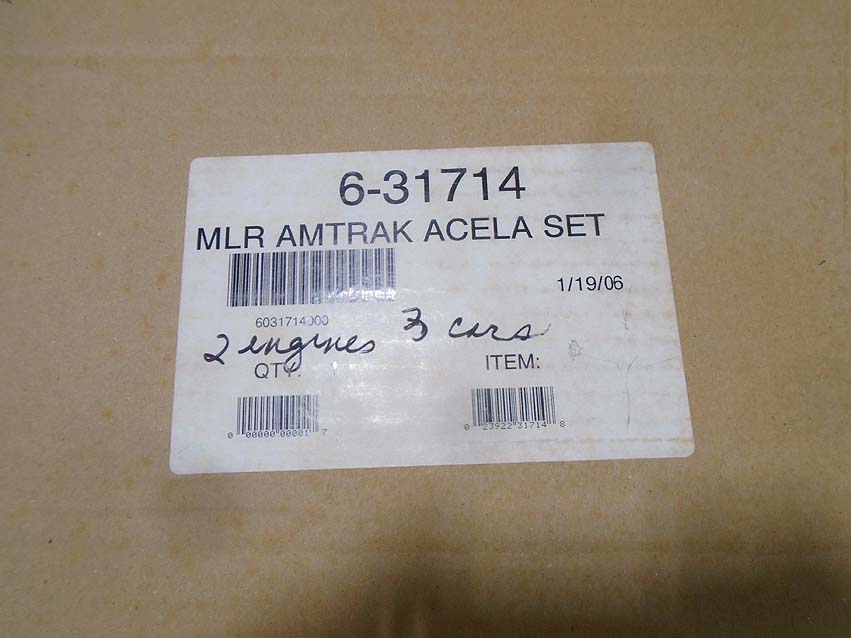 6-31714
MLR AMTRAK ACELA SET
1/19/06
6031714000
2 engines 3 cars
QTY:
ITEM:
0 00000 00001 7
0 23922 31714 8